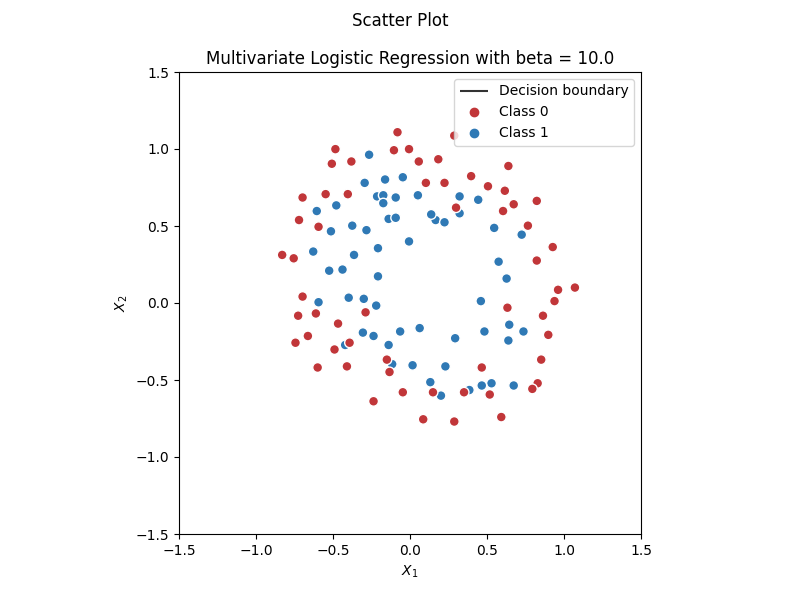 Scatter Plot
Multivariate Logistic Regression with beta = 10.0
Decision boundary
Class 0
Class 1
1.5
1.0
0.5
0.0
−0.5
−1.0
−1.5
X₂
−1.5 −1.0 −0.5 0.0 0.5 1.0 1.5
X₁